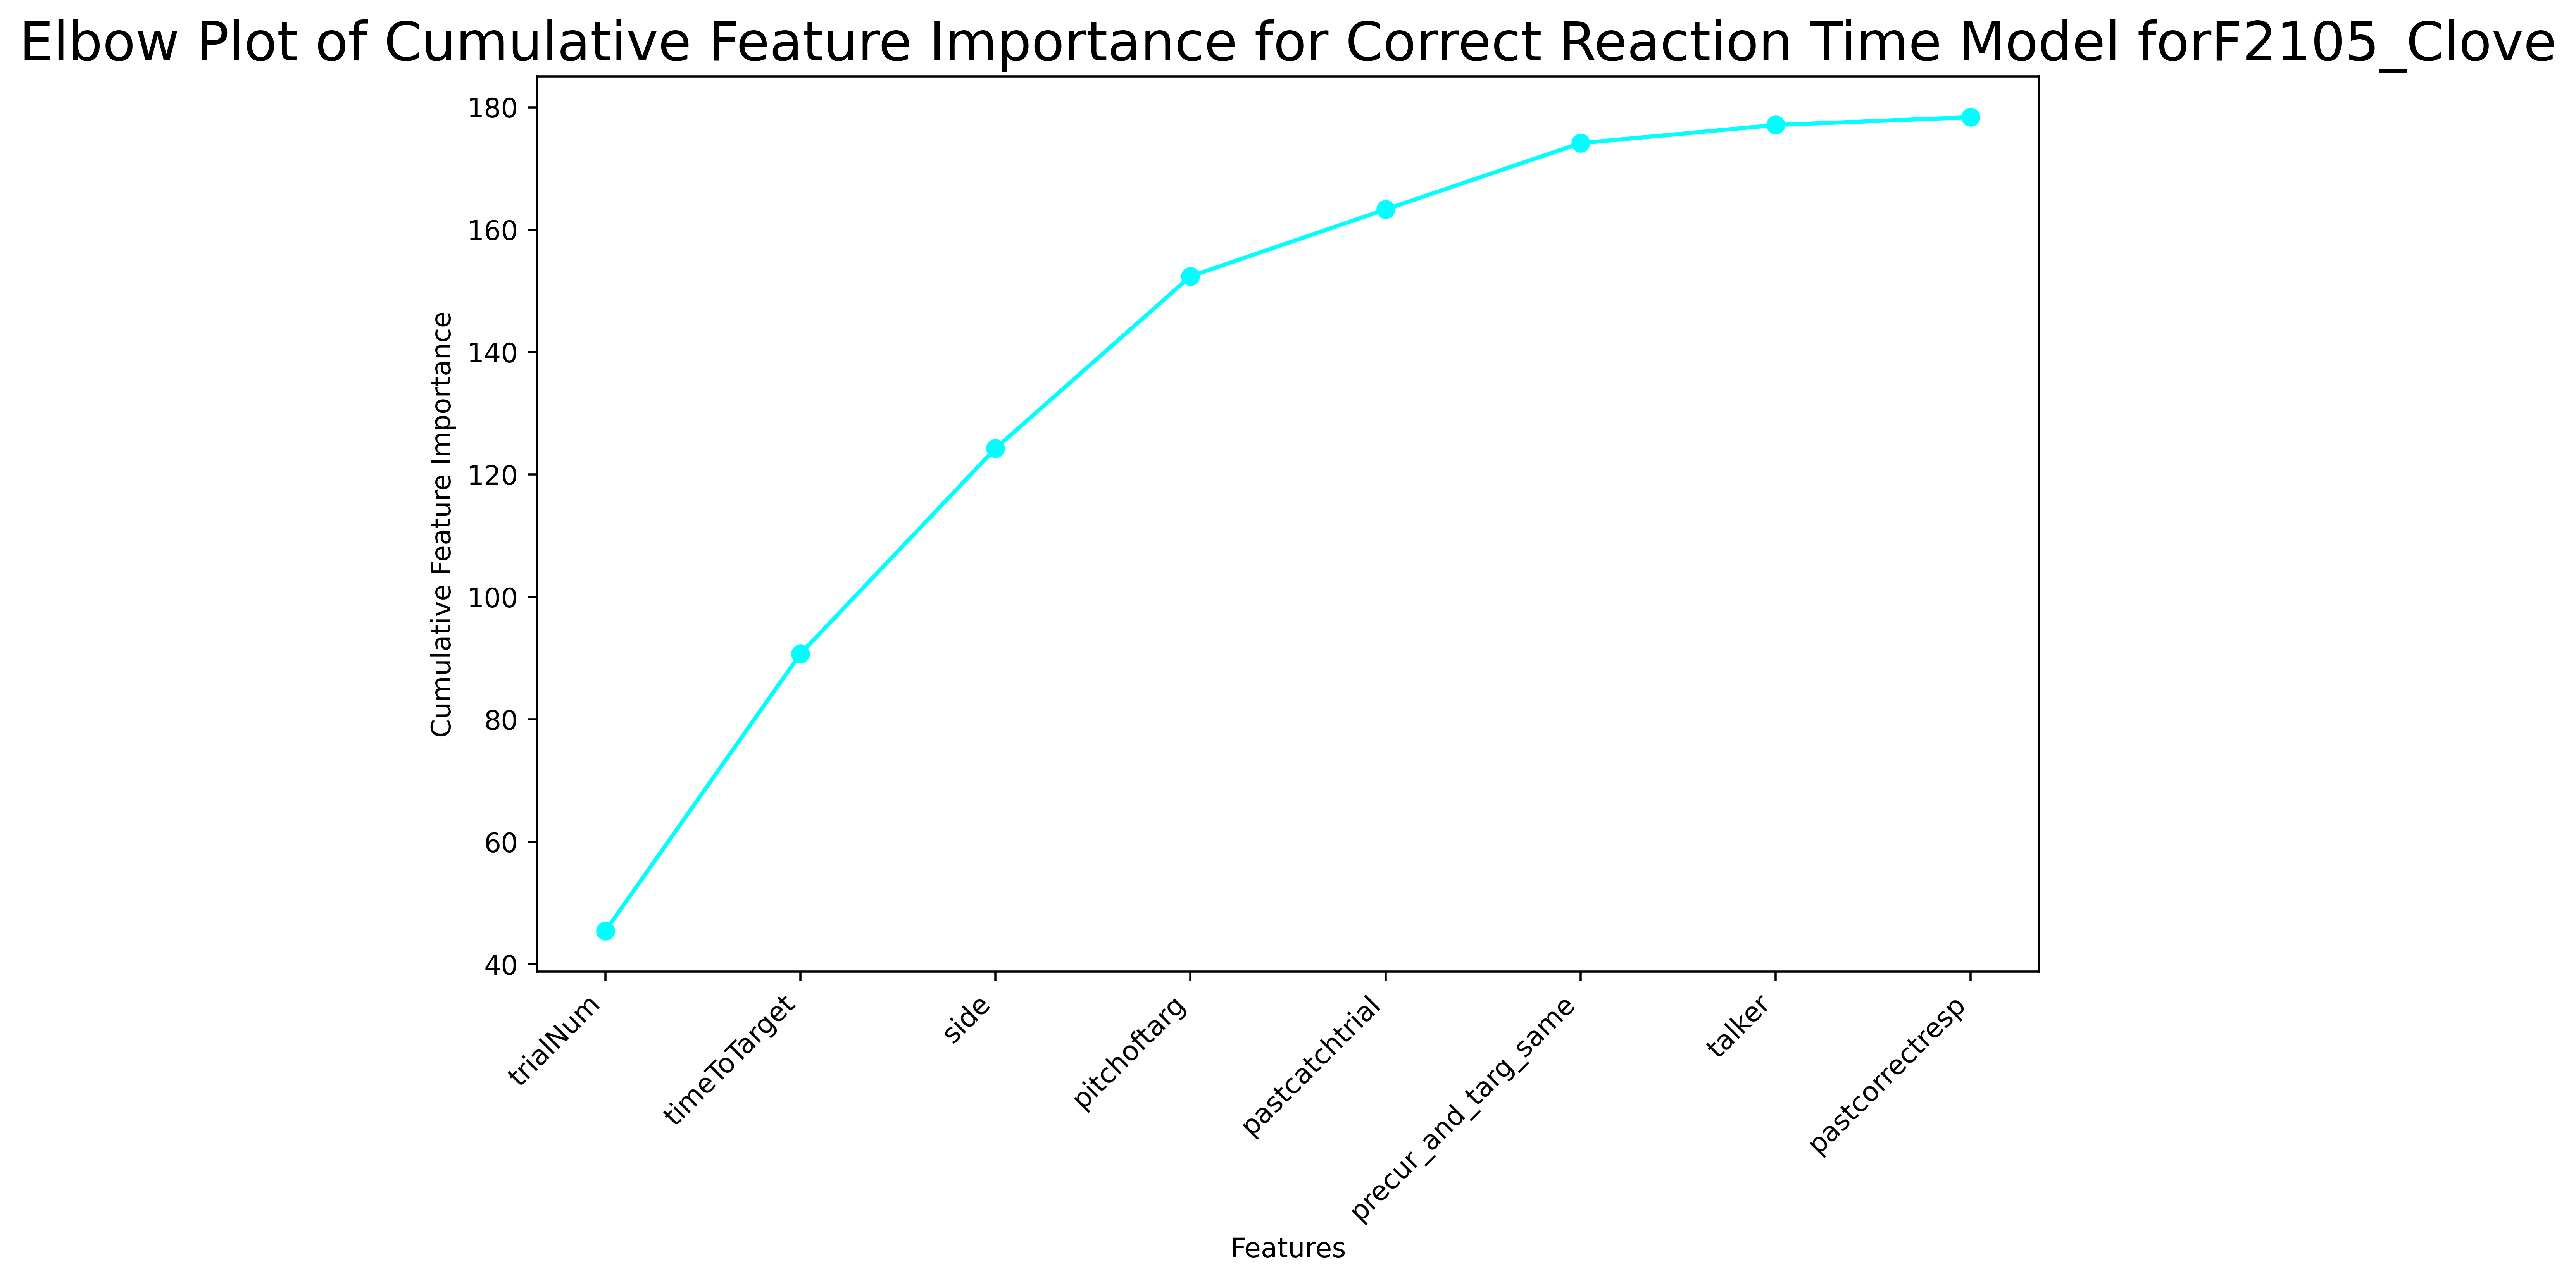 Elbow Plot of Cumulative Feature Importance for Correct Reaction Time Model forF2105_Clove
180
160
140
120
100
80
60
40
Cumulative Feature Importance
trialNum
timeToTarget
side
pitchoftarg
pastcatchtrial
precur_and_targ_same
talker
pastcorrectresp
Features